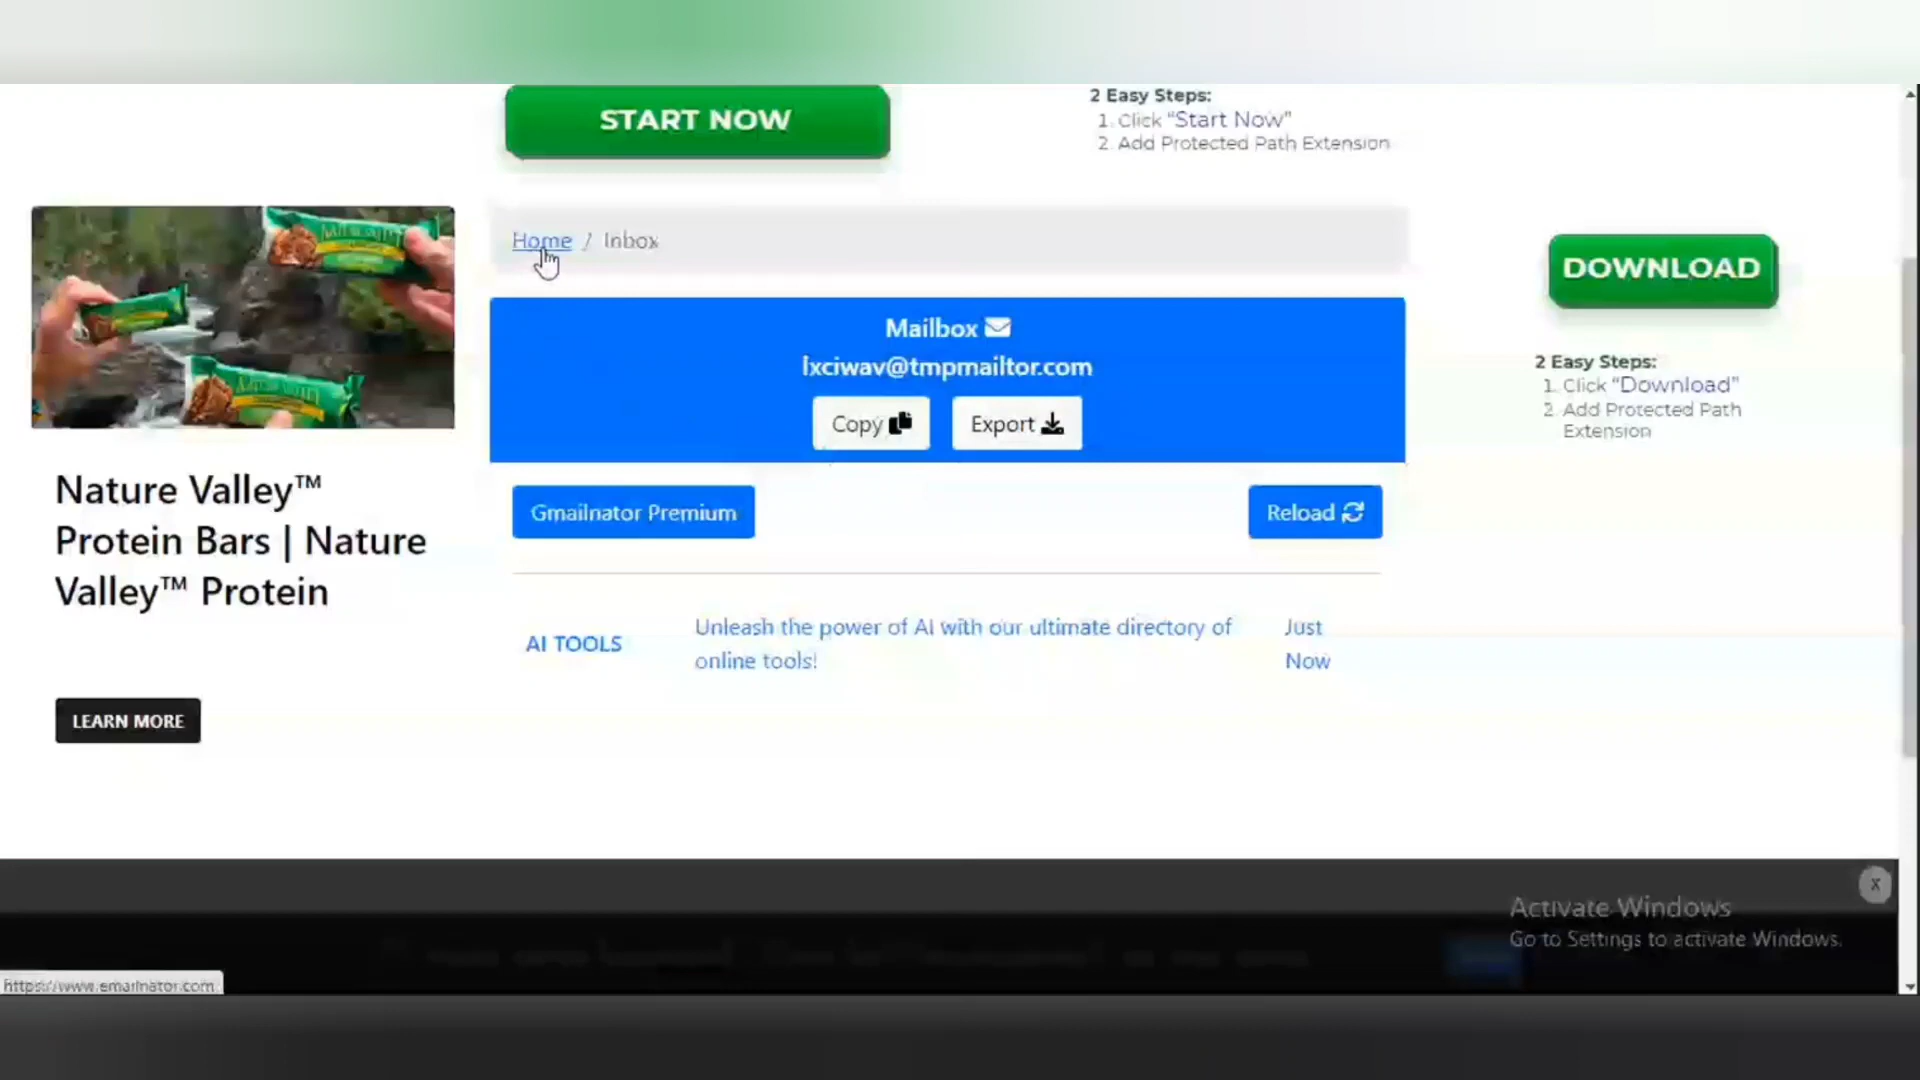 START NOW
2 Easy Steps:
1. Click “Start Now”
2. Add Protected Path Extension
Home / Inbox
Mailbox
lxciwav@tmpmailtor.com
Copy
Export
DOWNLOAD
2 Easy Steps:
1. Click “Download”
2. Add Protected Path
Extension
Nature Valley™
Protein Bars | Nature
Valley™ Protein
LEARN MORE
Gmailnator Premium
Reload
AI TOOLS
Unleash the power of AI with our ultimate directory of
online tools!
Just
Now
X
Activate Windows
Go to Settings to activate Windows.
https://www.emailnator.com